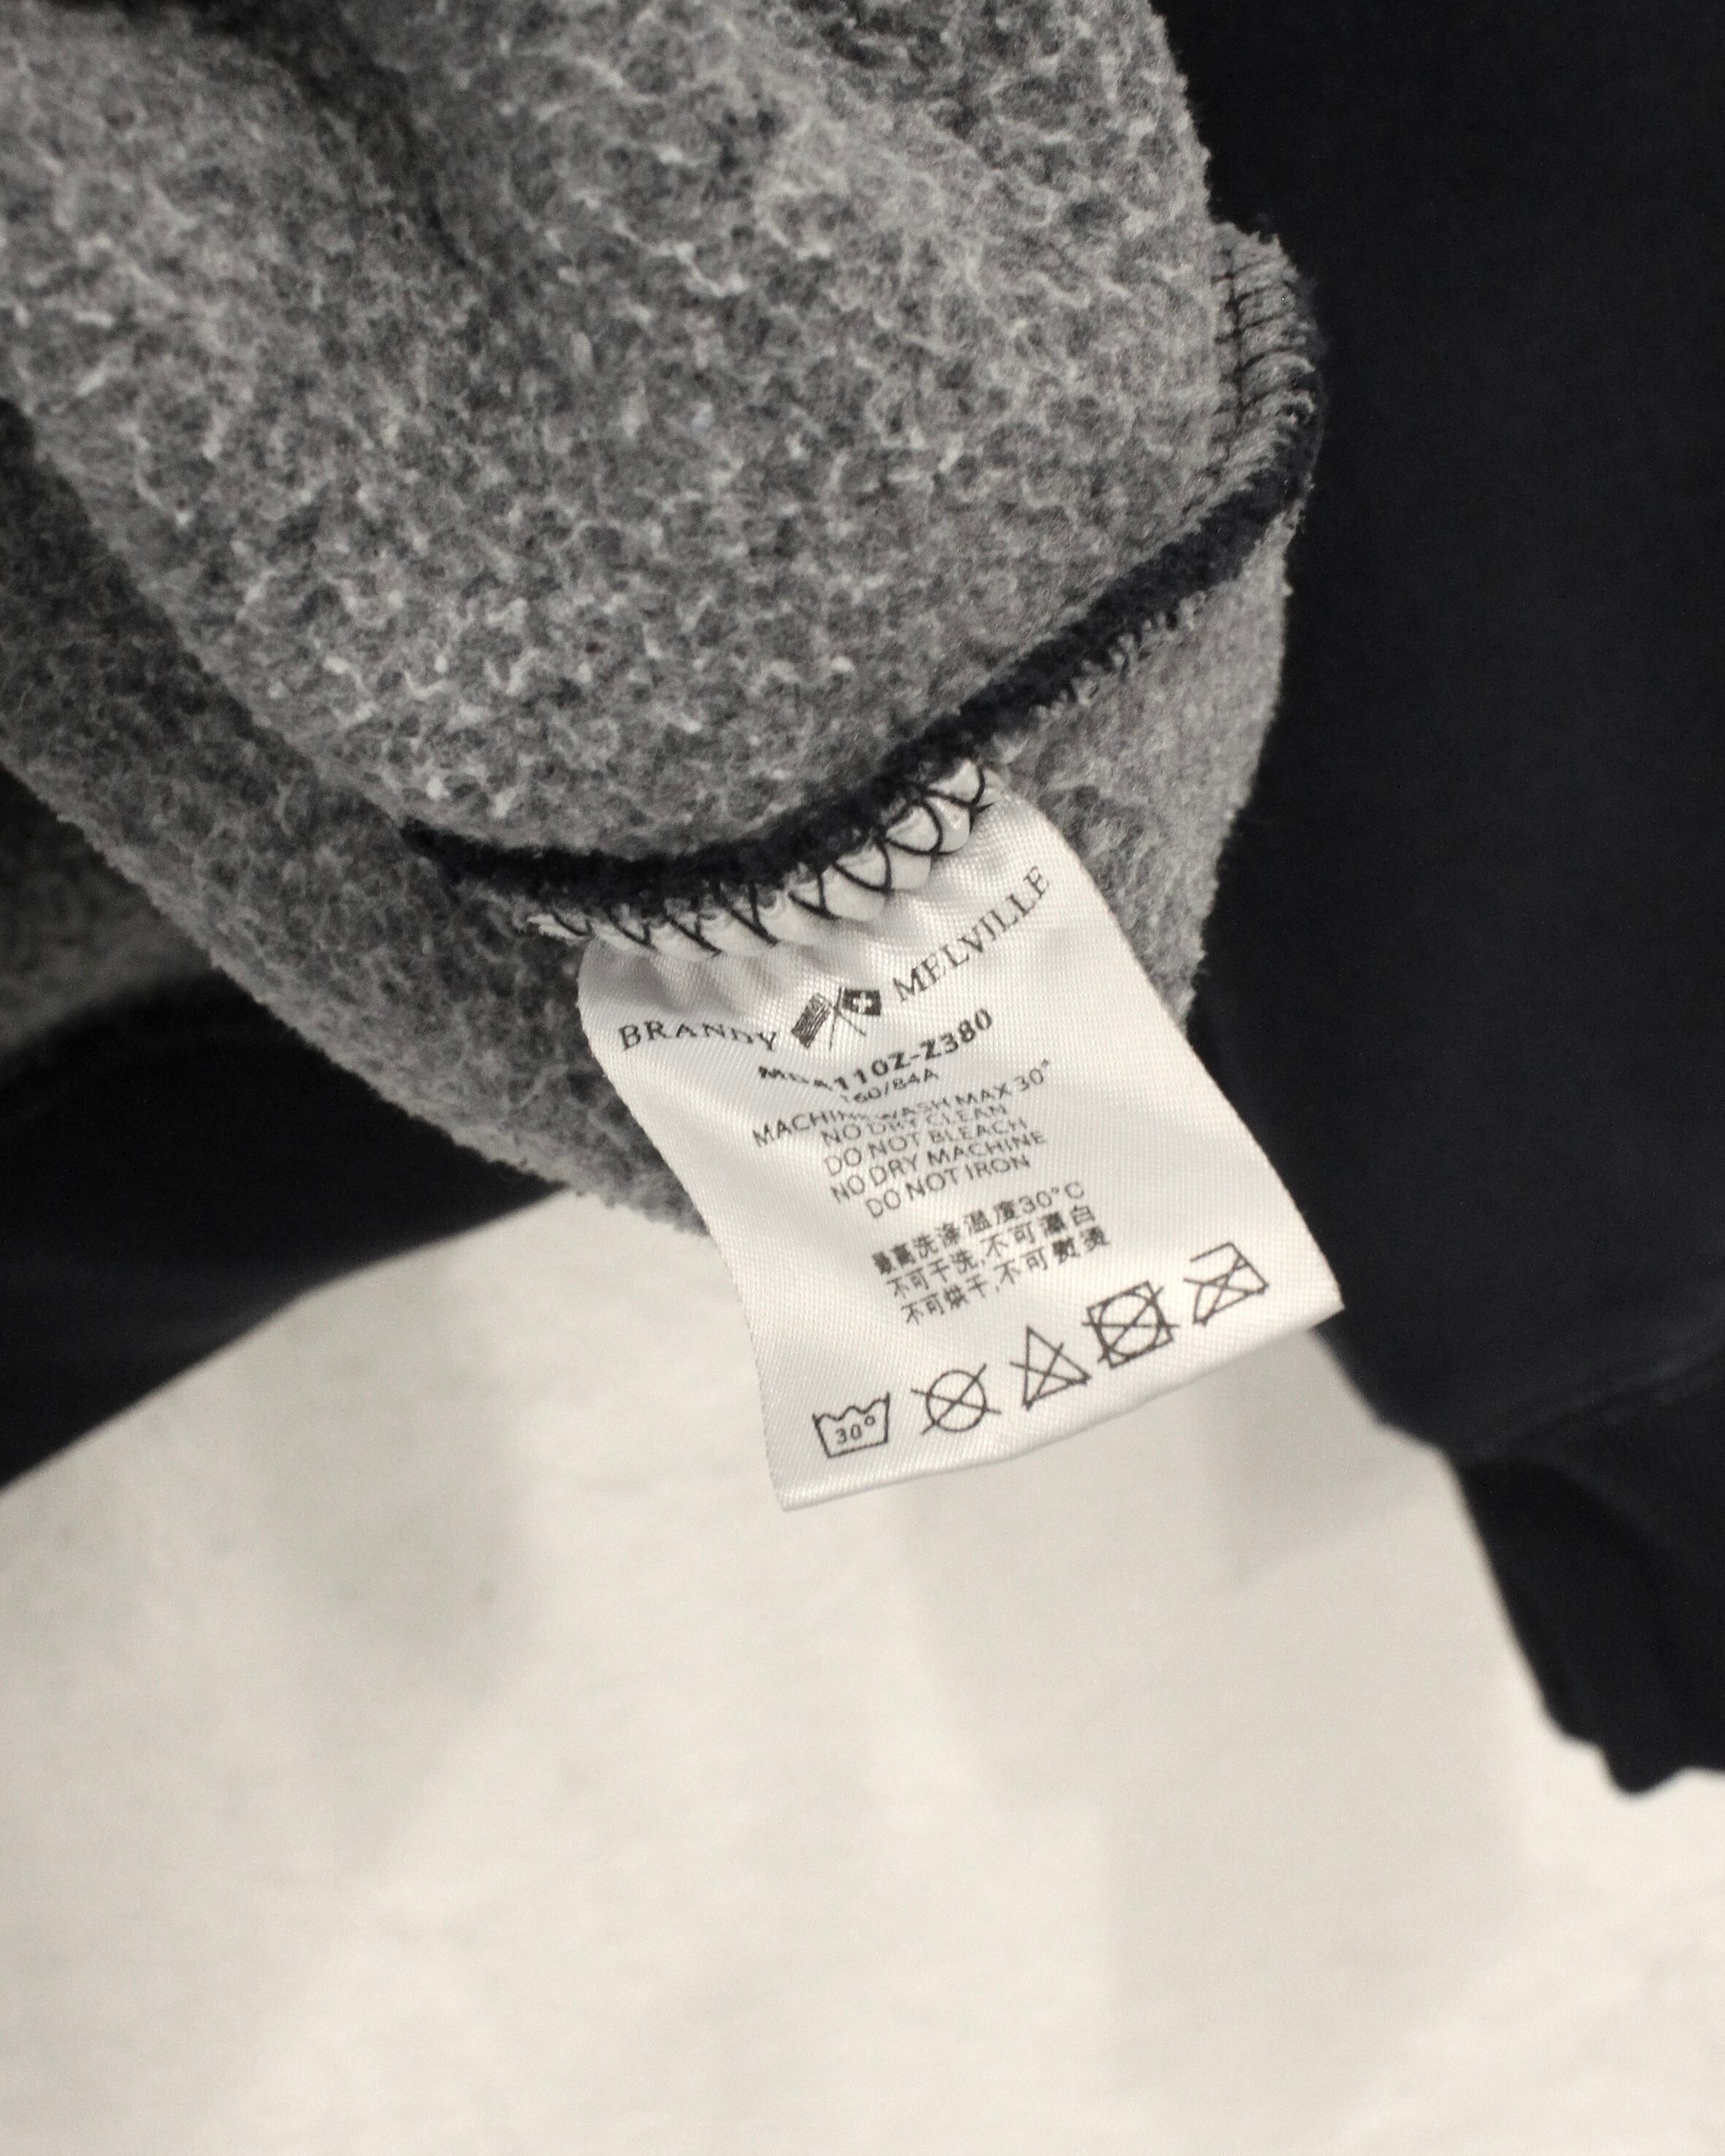 BRANDY MELVILLE
110Z-Z380
160/84A
MACHINE WASH MAX 30°
NO DRY CLEAN
DO NOT BLEACH
NO DRY MACHINE
DO NOT IRON
最高洗涤温度30°C
不可干洗,不可漂白
不可烘干,不可熨烫
30°